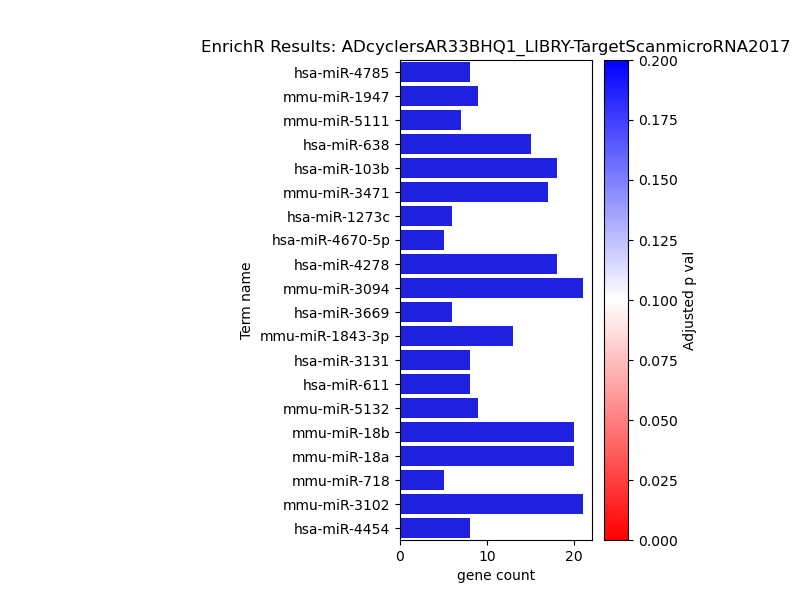 EnrichR Results: ADcyclersAR33BHQ1_LIBRY-TargetScanmicroRNA2017
hsa-miR-4785
mmu-miR-1947
mmu-miR-5111
hsa-miR-638
hsa-miR-103b
mmu-miR-3471
hsa-miR-1273c
hsa-miR-4670-5p
hsa-miR-4278
mmu-miR-3094
hsa-miR-3669
mmu-miR-1843-3p
hsa-miR-3131
hsa-miR-611
mmu-miR-5132
mmu-miR-18b
mmu-miR-18a
mmu-miR-718
mmu-miR-3102
hsa-miR-4454
Term name
0 10 20
gene count
0.200
0.175
0.150
0.125
0.100
0.075
0.050
0.025
0.000
Adjusted p val